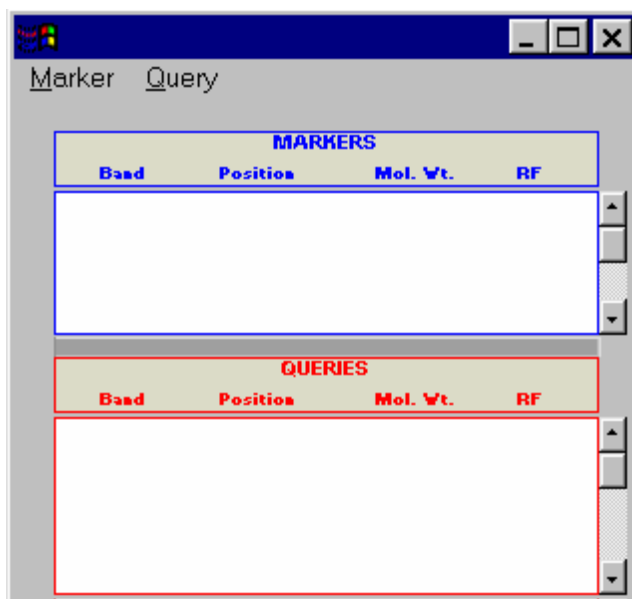 Marker Query
MARKERS
Band Position Mol. Wt. RF
QUERIES
Band Position Mol. Wt. RF